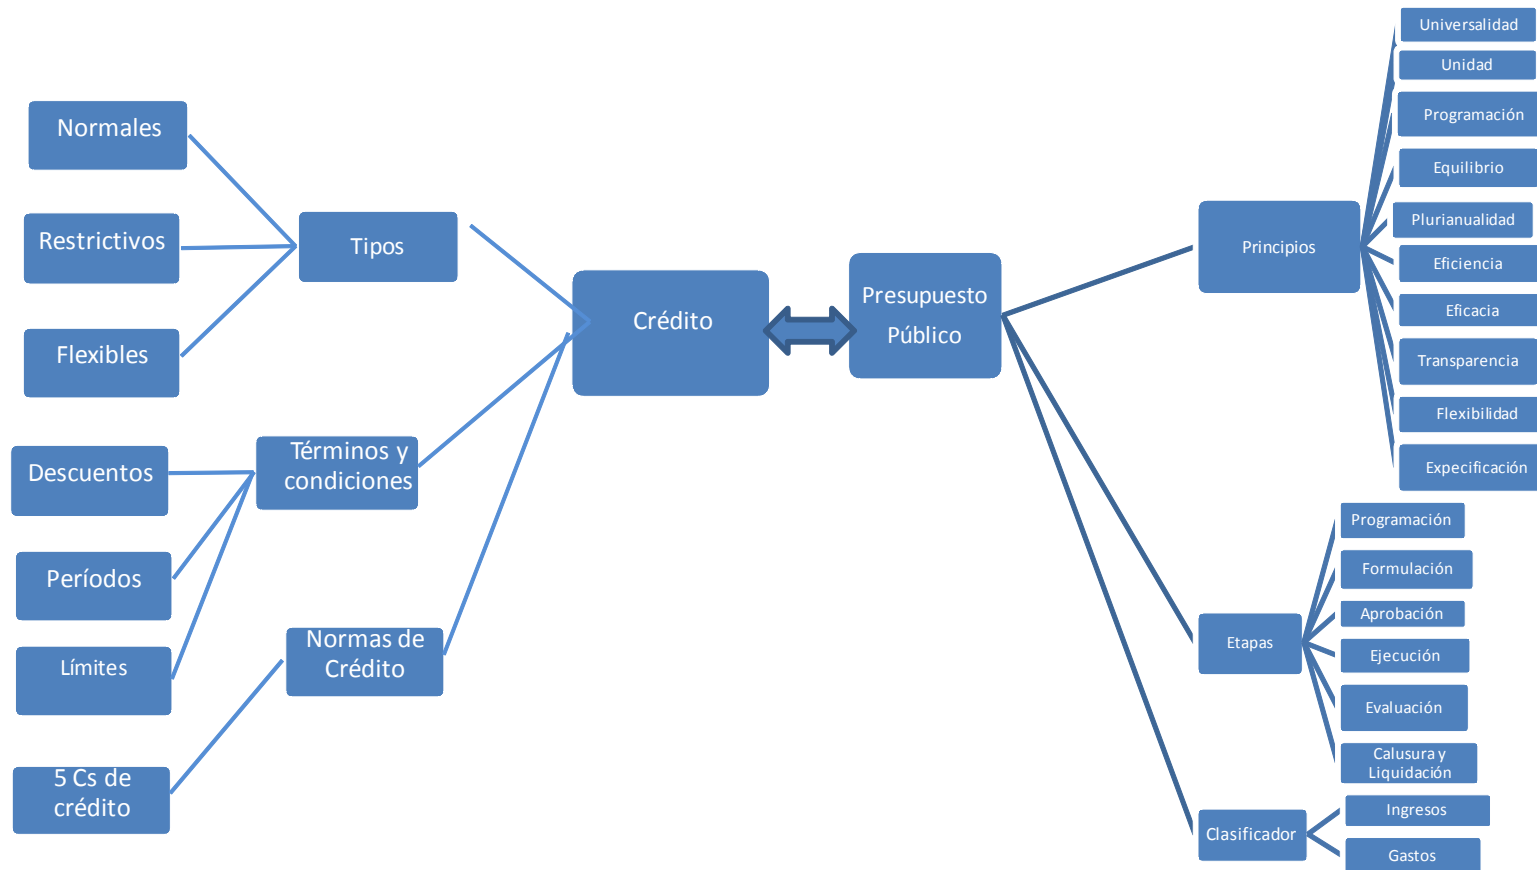 Normales
Restrictivos
Flexibles
Tipos
Descuentos
Períodos
Límites
Términos y
condiciones
5 Cs de
crédito
Normas de
Crédito
Crédito
Presupuesto
Público
Principios
Universalidad
Unidad
Programación
Equilibrio
Plurianualidad
Eficiencia
Eficacia
Transparencia
Flexibilidad
Expecificación
Etapas
Programación
Formulación
Aprobación
Ejecución
Evaluación
Calusura y
Liquidación
Clasificador
Ingresos
Gastos